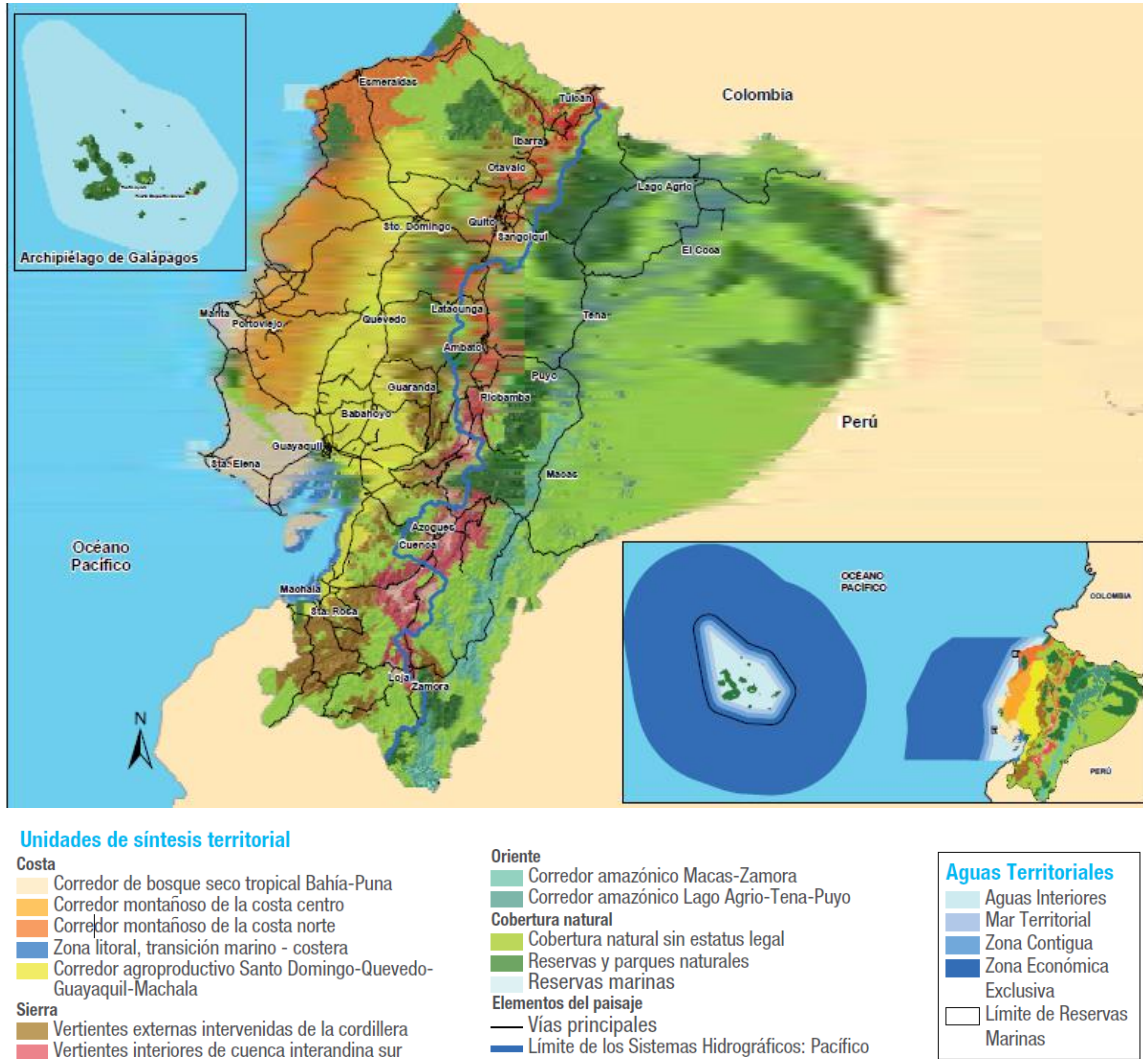 Colombia
Esmeraldas
Tulcan
Ibarra
Otavalo
Lago Agrio
Sto. Domingo
Quito
Sangolquí
El Coca
Archipiélago de Galápagos
Manta
Portoviejo
Quevedo
Latacunga
Tena
Ambato
Guaranda
Puyo
Riobamba
Babahoyo
Perú
Guayaquil
Sta. Elena
Macas
Azogues
Cuenca
Océano
Pacífico
Machala
Sta. Rosa
Loja
Zamora
N
OCÉANO
PACÍFICO
COLOMBIA
PERÚ
Unidades de síntesis territorial
Costa
Corredor de bosque seco tropical Bahía-Puna
Corredor montañoso de la costa centro
Corredor montañoso de la costa norte
Zona litoral, transición marino - costera
Corredor agroproductivo Santo Domingo-Quevedo-
Guayaquil-Machala
Sierra
Vertientes externas intervenidas de la cordillera
Vertientes interiores de cuenca interandina sur
Oriente
Corredor amazónico Macas-Zamora
Corredor amazónico Lago Agrio-Tena-Puyo
Cobertura natural
Cobertura natural sin estatus legal
Reservas y parques naturales
Reservas marinas
Elementos del paisaje
Vías principales
Límite de los Sistemas Hidrográficos: Pacífico
Aguas Territoriales
Aguas Interiores
Mar Territorial
Zona Contigua
Zona Económica
Exclusiva
Límite de Reservas
Marinas